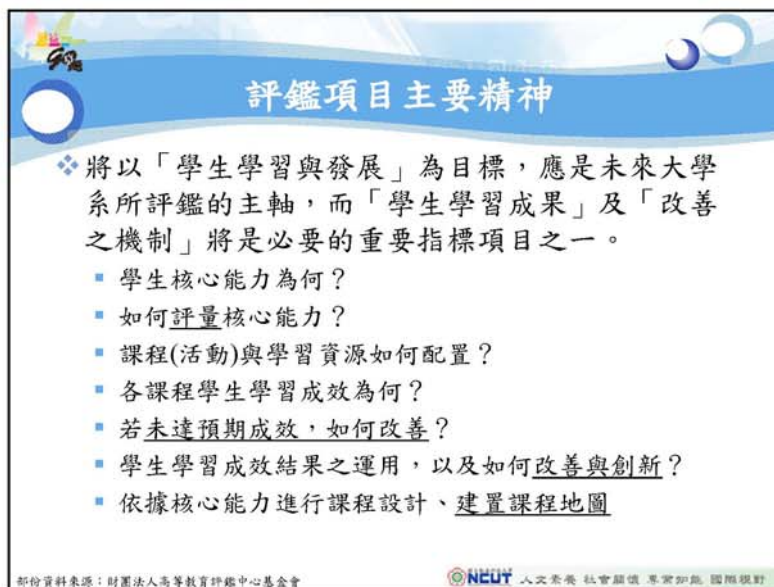 評鑑項目主要精神
將以「學生學習與發展」為目標，應是未來大學
系所評鑑的主軸，而「學生學習成果」及「改善
之機制」將是必要的重要指標項目之一。
學生核心能力為何？
如何評量核心能力？
課程(活動)與學習資源如何配置？
各課程學生學習成效為何？
若未達預期成效，如何改善？
學生學習成效結果之運用，以及如何改善與創新？
依據核心能力進行課程設計、建置課程地圖
部份資料來源：財團法人高等教育評鑑中心基金會
NCUT 人文素養 社會關懷 專業知能 國際視野